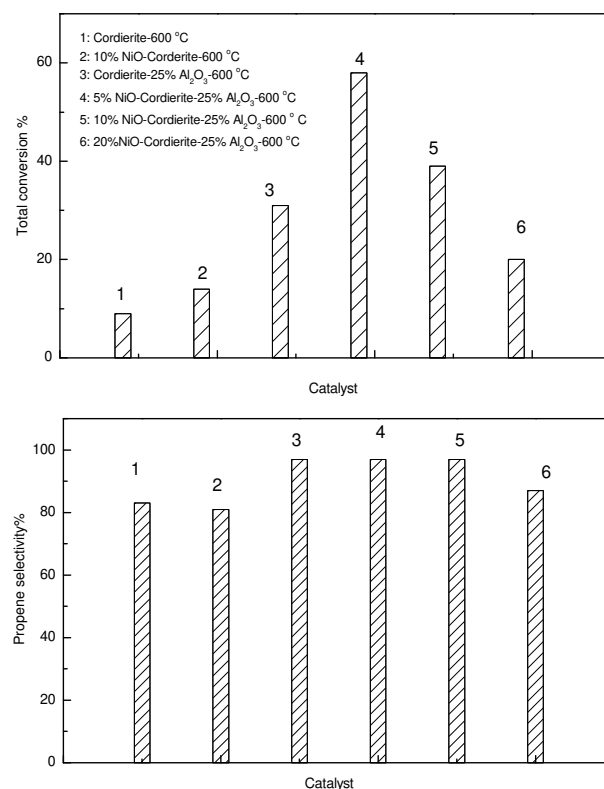 1: Cordierite-600 °C
2: 10% NiO-Corderite-600 °C
3: Cordierite-25% Al₂O₃-600 °C
4: 5% NiO-Cordierite-25% Al₂O₃-600 °C
5: 10% NiO-Cordierite-25% Al₂O₃-600 ° C
6: 20%NiO-Cordierite-25% Al₂O₃-600 °C
Total conversion %
60
40
20
0
1
2
3
4
5
6
Catalyst
Propene selectivity%
100
80
60
40
20
0
1
2
3
4
5
6
Catalyst